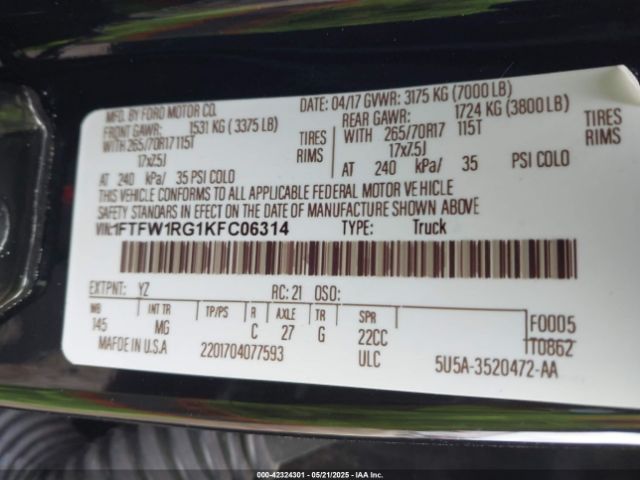 MFD. BY FORD MOTOR CO.
DATE: 04/17 GVWR: 3175 KG (7000 LB)
FRONT GAWR: 1531 KG (3375 LB)
REAR GAWR: 1724 KG (3800 LB)
WITH 265/70R17 115T TIRES
WITH 265/70R17 115T TIRES
17x7.5J RIMS
17x7.5J RIMS
AT 240 kPa/ 35 PSI COLD
AT 240 kPa/ 35 PSI COLD
THIS VEHICLE CONFORMS TO ALL APPLICABLE FEDERAL MOTOR VEHICLE
SAFETY STANDARS IN EFFECT ON THE DATE OF MANUFACTURE SHOWN ABOVE
VIN:1FTFW1RG1KFC06314 TYPE: Truck
EXTPNT: YZ RC: 21 OSO:
WB INT TR TP/PS R AXLE TR SPR
145 MG C 27 G 22CC F0005
ULC 1T0862
MADE IN U.S.A 2201704077593 5U5A-3520472-AA
000-42324301 - 05/21/2025 - IAAI, Inc.